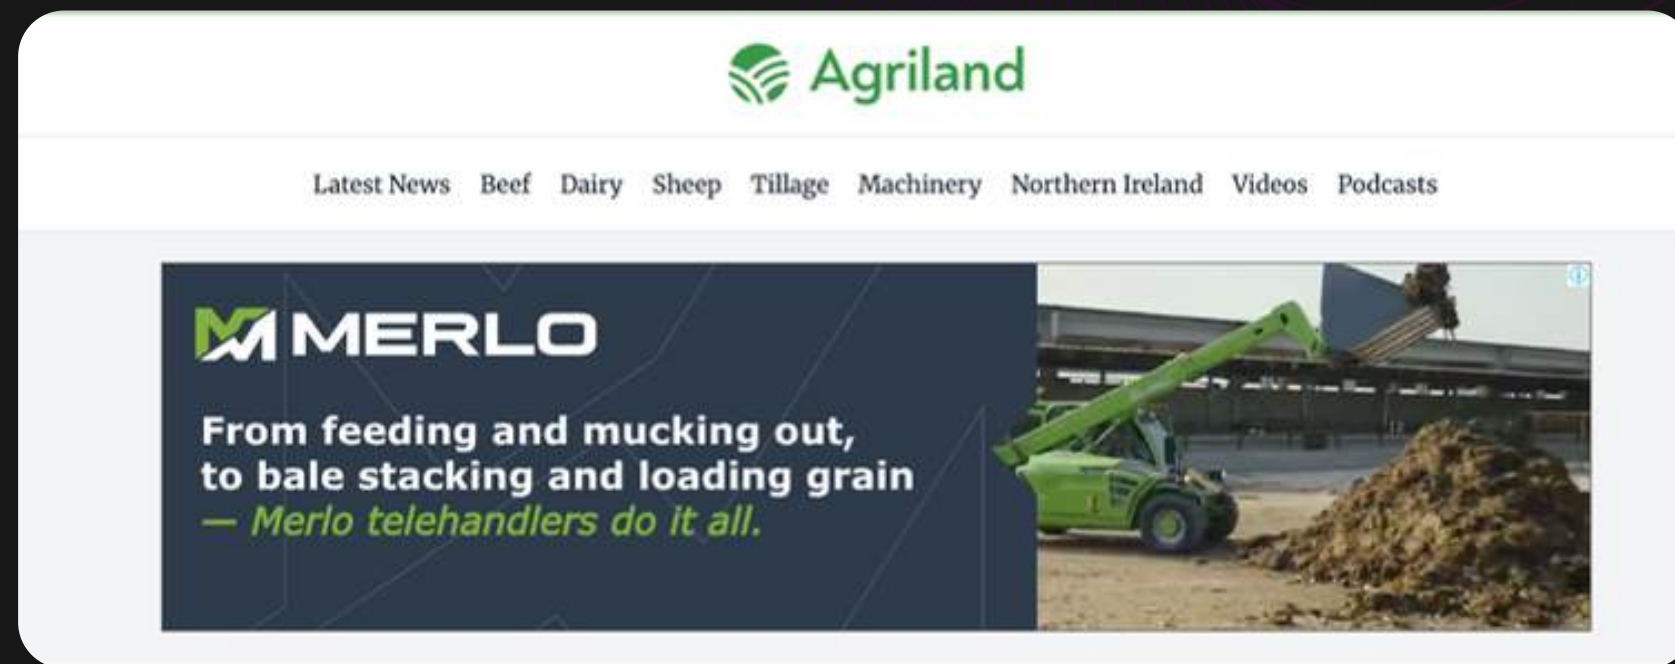 Agriland
Latest News Beef Dairy Sheep Tillage Machinery Northern Ireland Videos Podcasts
MERLO
From feeding and mucking out,
to bale stacking and loading grain
— Merlo telehandlers do it all.